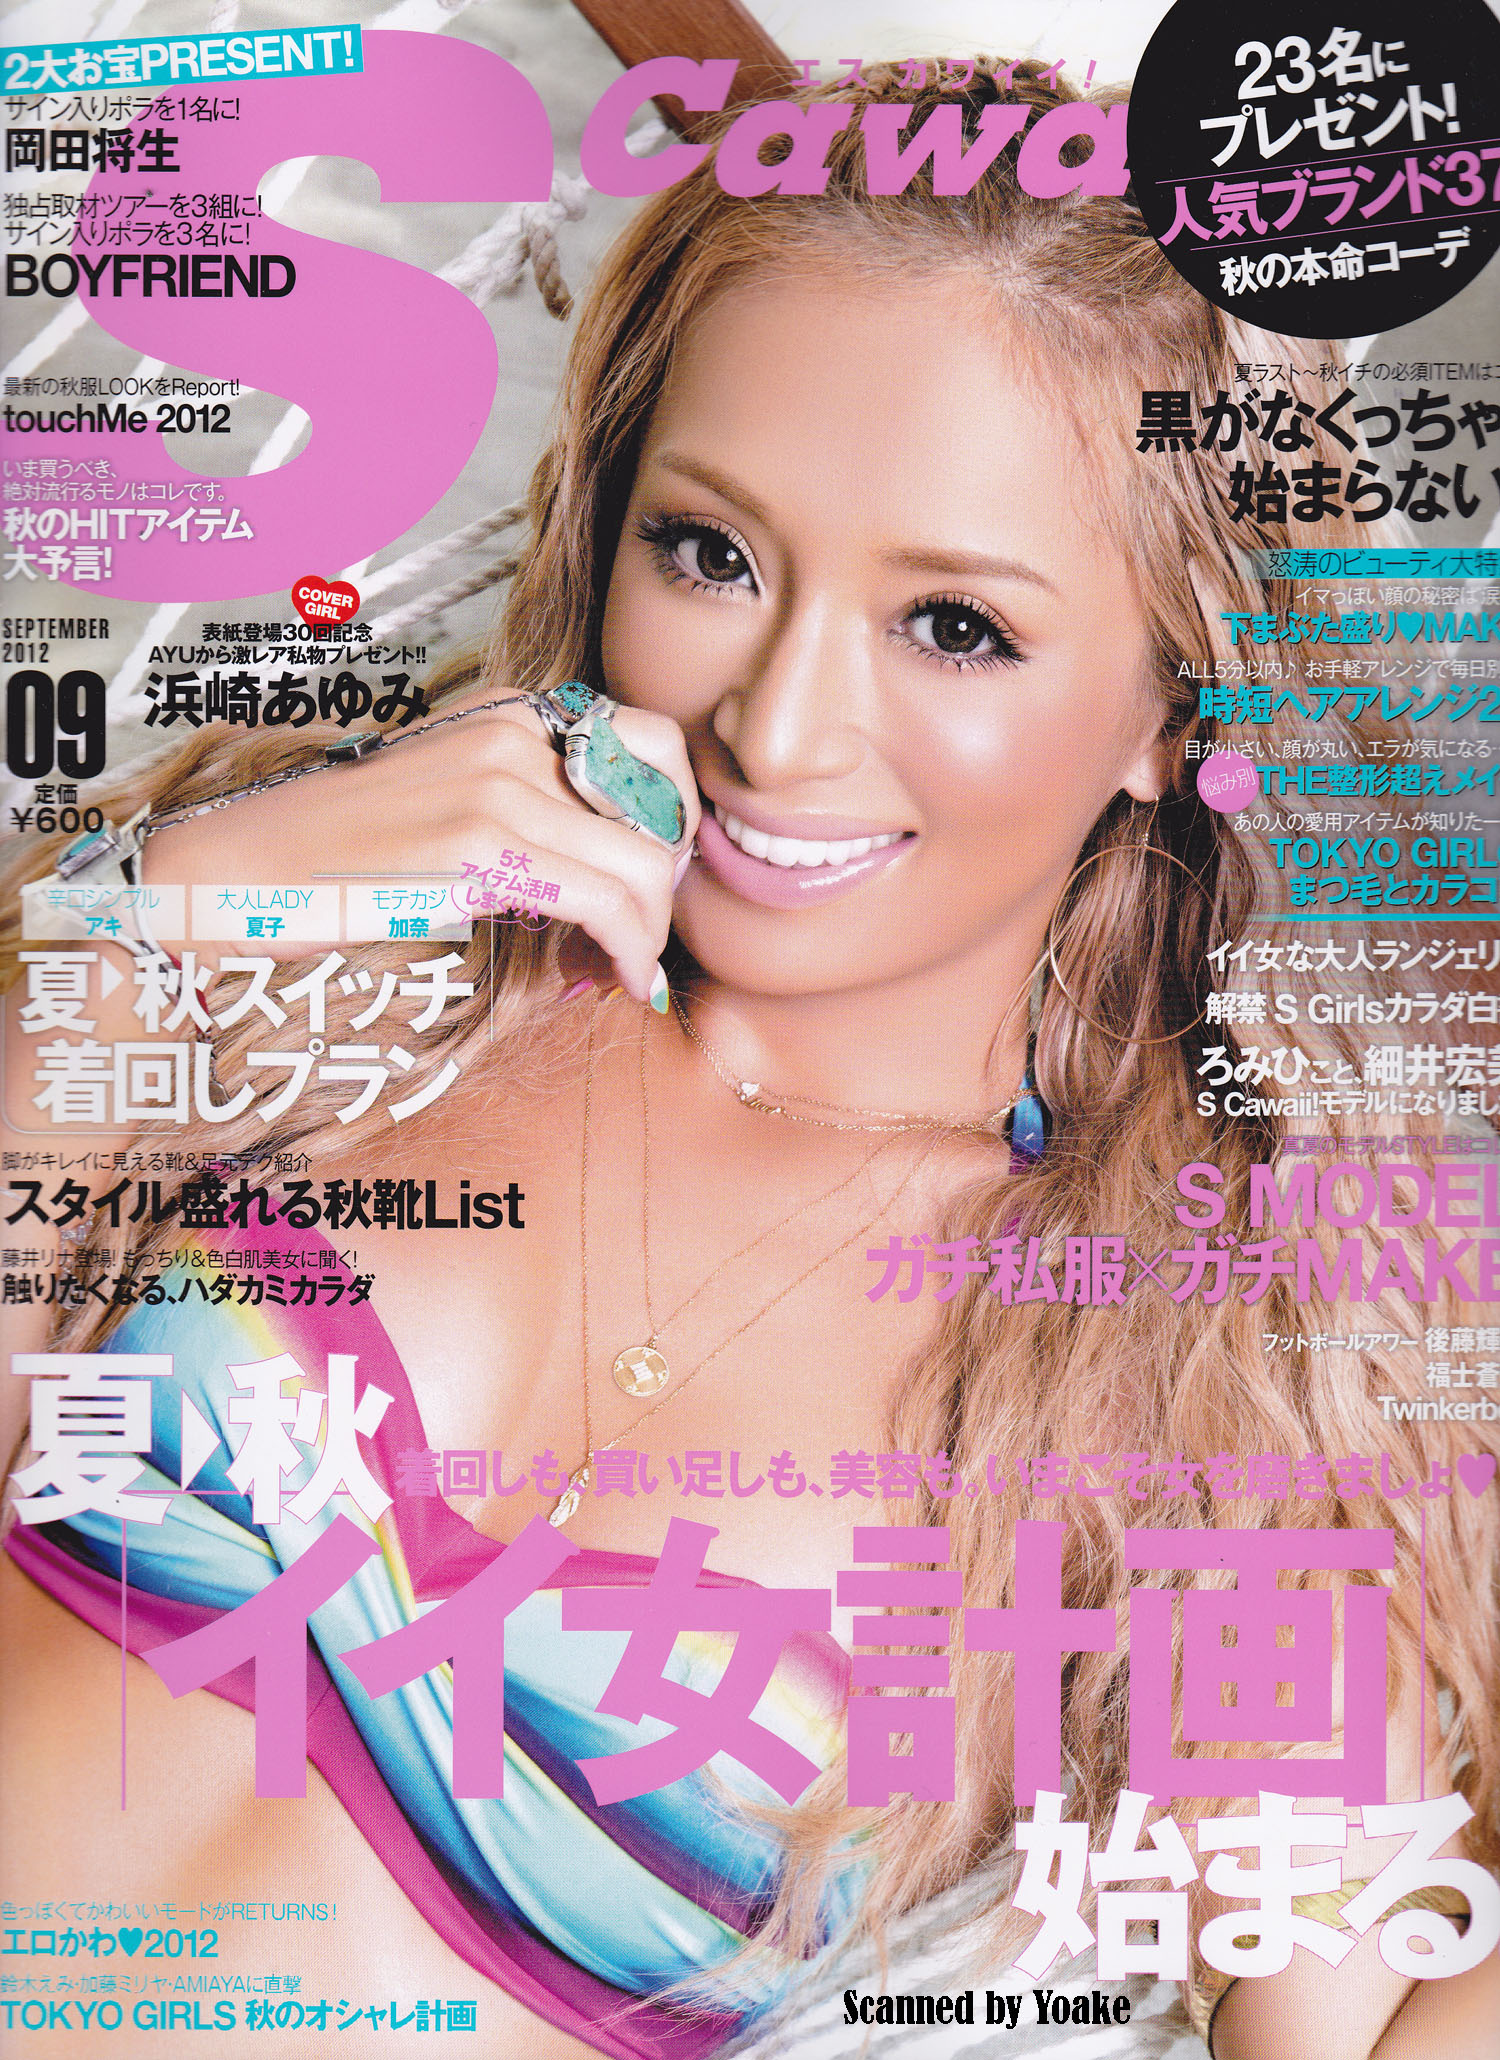 2大お宝PRESENT!
サイン入りポラを1名に!
岡田将生
独占取材ツアーを3組に!
サイン入りポラを3名に!
BOYFRIEND
S Cawa
エスカワイイ!
23名に
プレゼント!
人気ブランド37
秋の本命コーデ
最新の秋服LOOKをReport!
touchMe 2012
いま買うべき、
絶対流行るモノはコレです。
秋のHITアイテム
大予言!
COVER
GIRL
表紙登場30回記念
AYUから激レア私物プレゼント!!
浜崎あゆみ
SEPTEMBER
2012
09
定価
¥600
夏ラスト〜秋イチの必須ITEMは
黒がなくっちゃ
始まらない
怒涛のビューティ大特
イマっぽい顔の秘密は
下まぶた盛り♥MAK
ALL5分以内♪ お手軽アレンジで毎日別
時短ヘアアレンジ2
目が小さい、顔が丸い、エラが気になる…
悩み別
THE整形超えメイ
あの人の愛用アイテムが知りたー
TOKYO GIRL
まつ毛とカラコ
イイ女な大人ランジェリ
解禁 S Girlsカラダ白
ろみひこと、細井宏美
S Cawaii!モデルになりまし
真夏のモデルSTYLEはコ
S MODEL
ガチ私服×ガチMAKE
フットボールアワー 後藤輝
福士蒼
Twinkerb
辛口シンプル
アキ
大人LADY
夏子
モテカジ
加奈
5大
アイテム活用
しまくり★
夏▶秋スイッチ
着回しプラン
脚がキレイに見える靴&足元テク紹介
スタイル盛れる秋靴List
藤井リナ登場! もっちり&色白肌美女に聞く!
触りたくなる、ハダカミカラダ
夏▶秋
着回しも、買い足しも、美容も。いまこそ女を磨きましょ♥
イイ女計画
始まる
色っぽくてかわいいモードがRETURNS!
エロかわ♥2012
鈴木えみ・加藤ミリヤ・AMIAYAに直撃
TOKYO GIRLS 秋のオシャレ計画
Scanned by Yoake